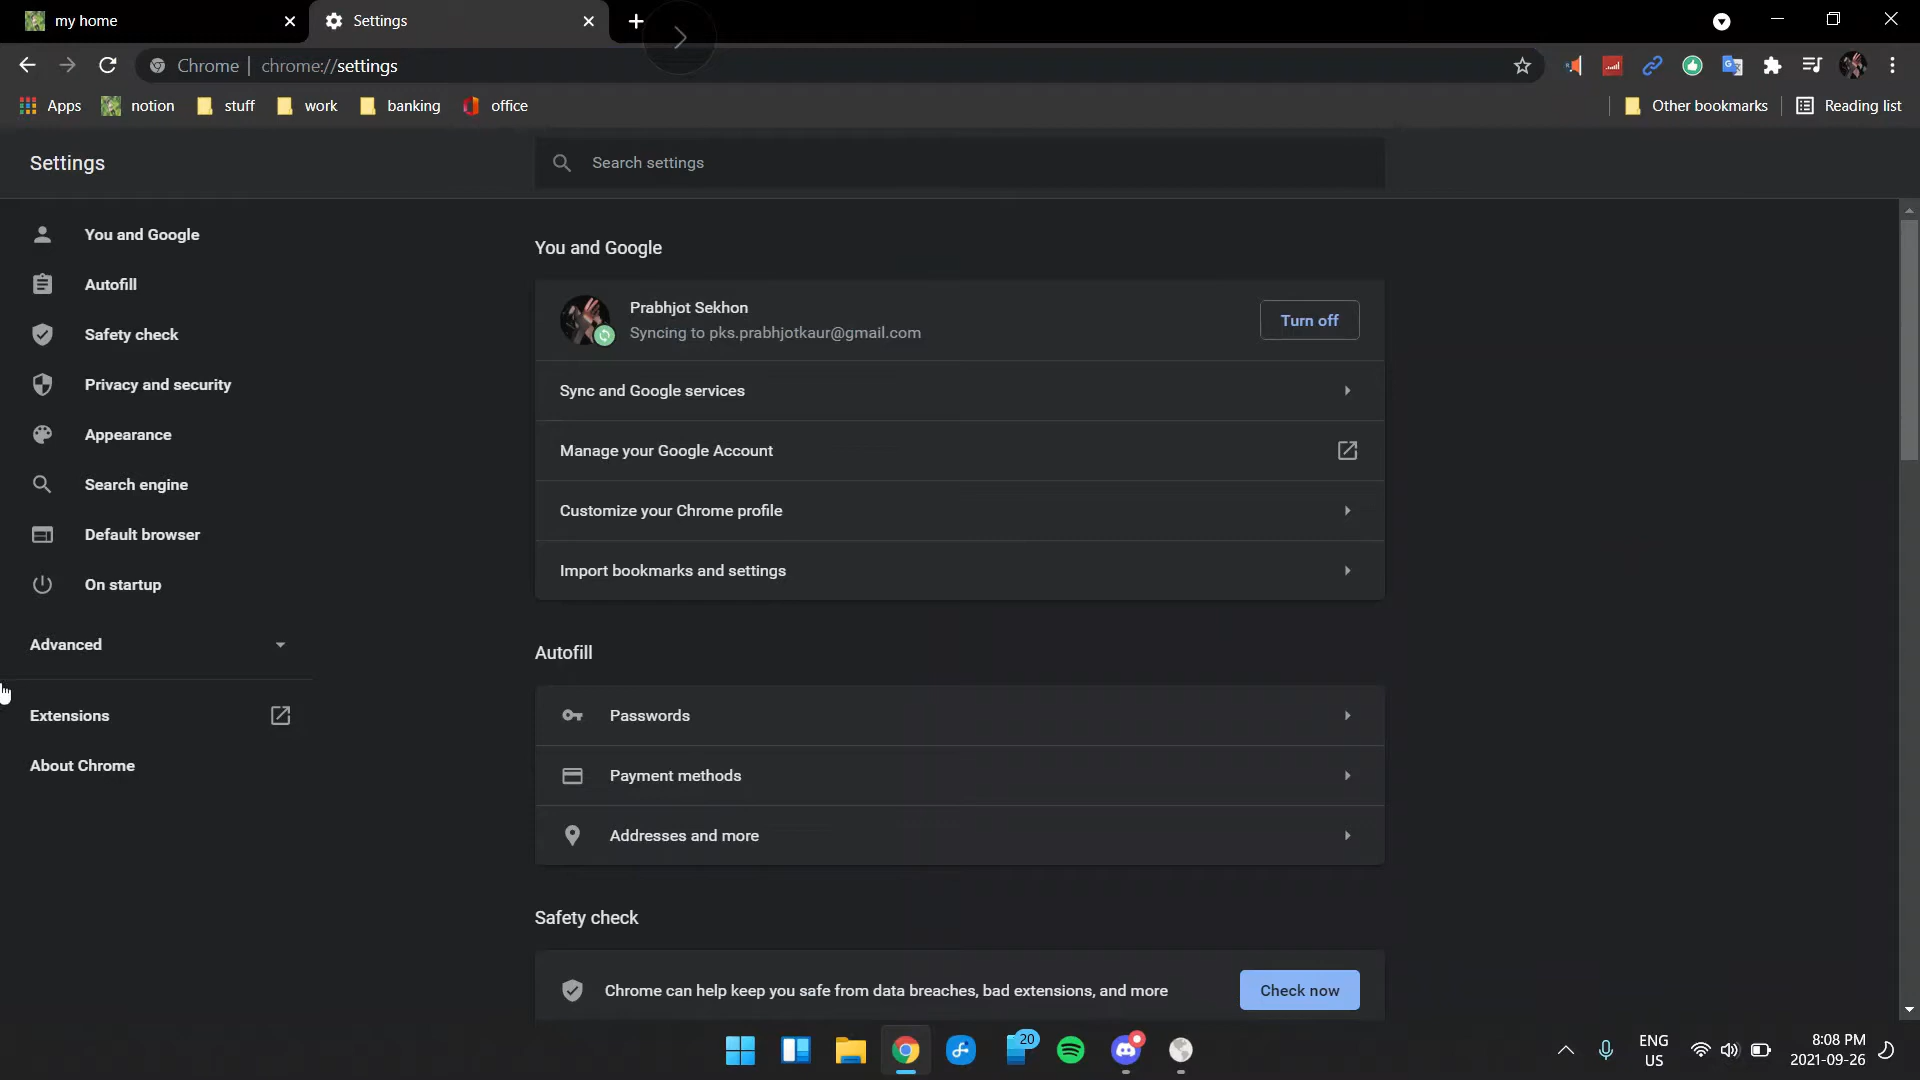 my home
Settings
Chrome | chrome://settings
Apps
notion
stuff
work
banking
office
Other bookmarks
Reading list
Settings
Search settings
You and Google
Autofill
Safety check
Privacy and security
Appearance
Search engine
Default browser
On startup
Advanced
Extensions
About Chrome
You and Google
Prabhjot Sekhon
Syncing to pks.prabhjotkaur@gmail.com
Turn off
Sync and Google services
Manage your Google Account
Customize your Chrome profile
Import bookmarks and settings
Autofill
Passwords
Payment methods
Addresses and more
Safety check
Chrome can help keep you safe from data breaches, bad extensions, and more
Check now
20
ENG
US
8:08 PM
2021-09-26